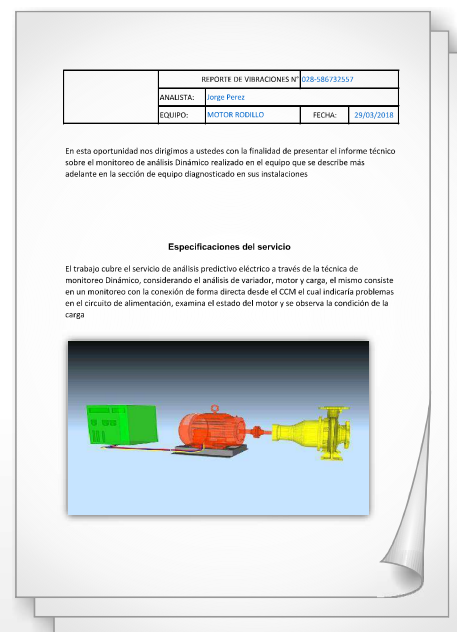 REPORTE DE VIBRACIONES N° 028-586732557
ANALISTA: Jorge Perez
EQUIPO: MOTOR RODILLO FECHA: 29/03/2018
En esta oportunidad nos dirigimos a ustedes con la finalidad de presentar el informe técnico
sobre el monitoreo de análisis Dinámico realizado en el equipo que se describe más
adelante en la sección de equipo diagnosticado en sus instalaciones
Especificaciones del servicio
El trabajo cubre el servicio de análisis predictivo eléctrico a través de la técnica de
monitoreo Dinámico, considerando el análisis de variador, motor y carga, el mismo consiste
en un monitoreo con la conexión de forma directa desde el CCM el cual indicaría problemas
en el circuito de alimentación, examina el estado del motor y se observa la condición de la
carga